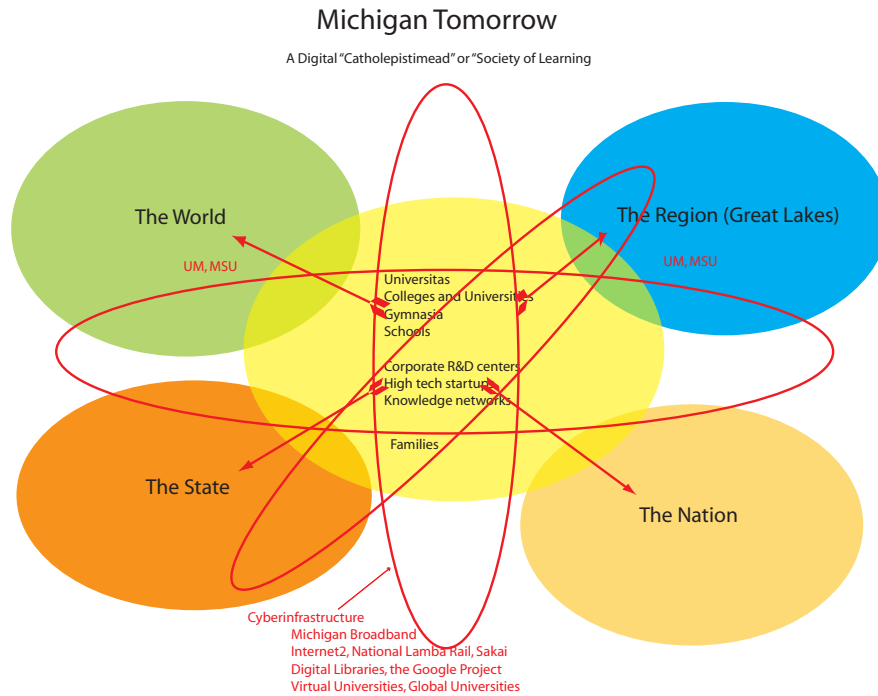 Michigan Tomorrow
A Digital “Catholepistimead” or “Society of Learning
The World
The Region (Great Lakes)
UM, MSU
UM, MSU
Universitas
Colleges and Universities
Gymnasia
Schools
Corporate R&D centers
High tech startups
Knowledge networks
Families
The State
The Nation
Cyberinfrastructure
Michigan Broadband
Internet2, National Lamba Rail, Sakai
Digital Libraries, the Google Project
Virtual Universities, Global Universities